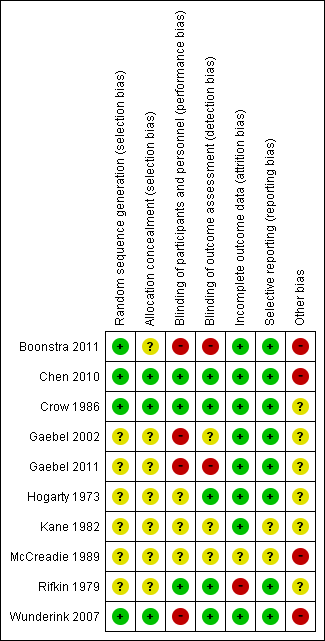 Random sequence generation (selection bias)
Allocation concealment (selection bias)
Blinding of participants and personnel (performance bias)
Blinding of outcome assessment (detection bias)
Incomplete outcome data (attrition bias)
Selective reporting (reporting bias)
Other bias
Boonstra 2011 + ? - - + + -
Chen 2010 + + + + + + -
Crow 1986 + + + + + + ?
Gaebel 2002 ? ? - ? + + ?
Gaebel 2011 ? ? - - + + ?
Hogarty 1973 ? ? ? + + + ?
Kane 1982 ? ? ? ? + ? ?
McCreadie 1989 ? ? ? ? ? ? -
Rifkin 1979 ? ? + + - + ?
Wunderink 2007 + + - + + + -